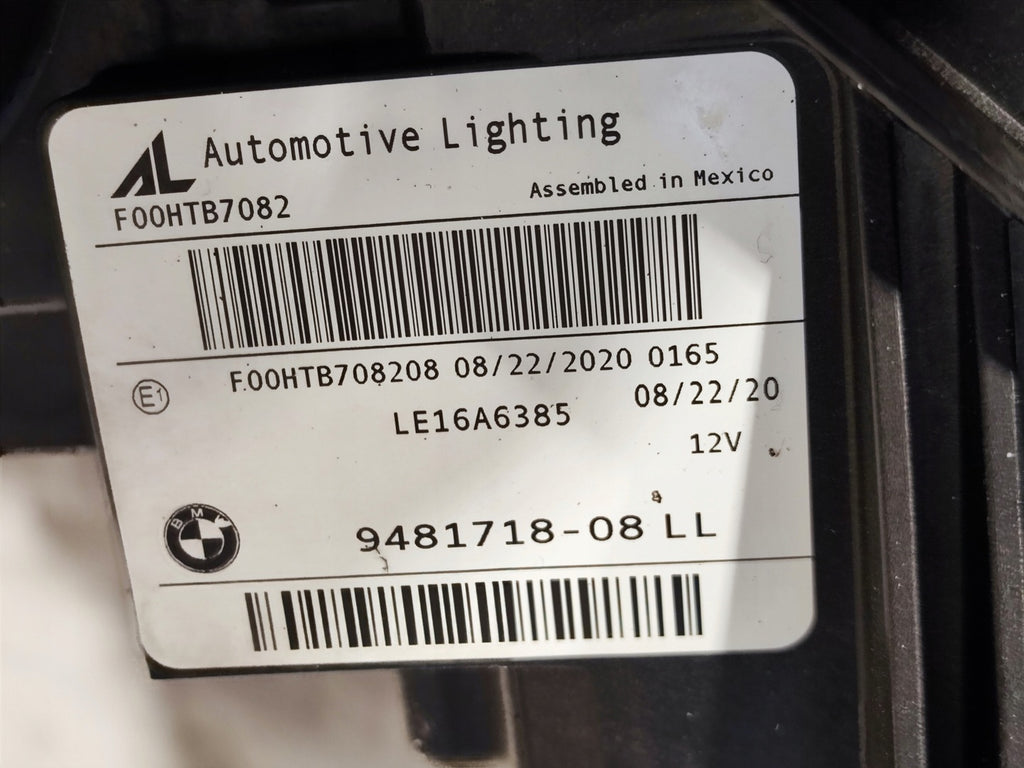 AL Automotive Lighting
F00HTB7082
Assembled in Mexico
F.00HTB708208 08/22/2020 0165
E1
08/22/20
LE16A6385
12V
BMW
9481718-08 LL